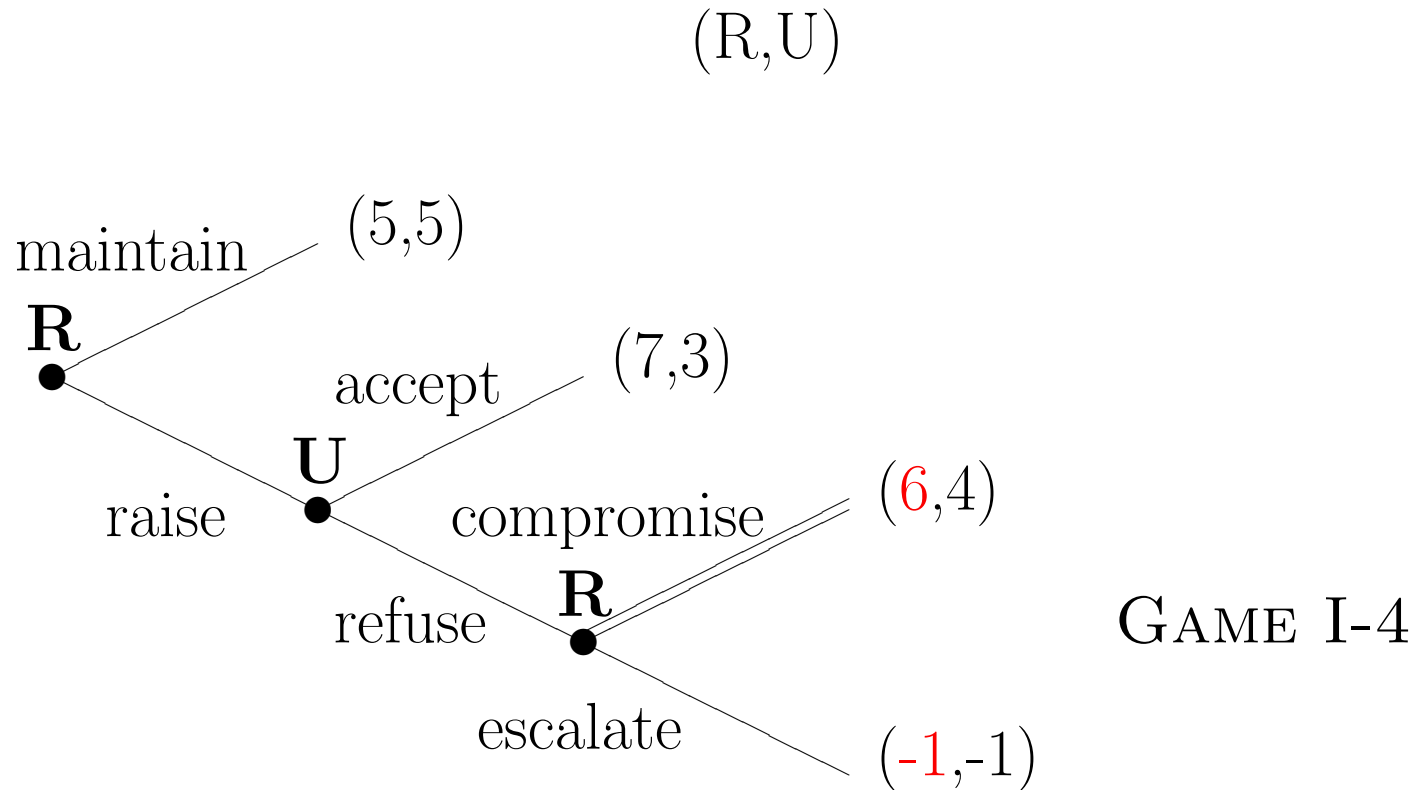 (R,U)
maintain
(5,5)
R
accept
(7,3)
U
raise
compromise
(6,4)
R
refuse
GAME I-4
escalate
(-1,-1)